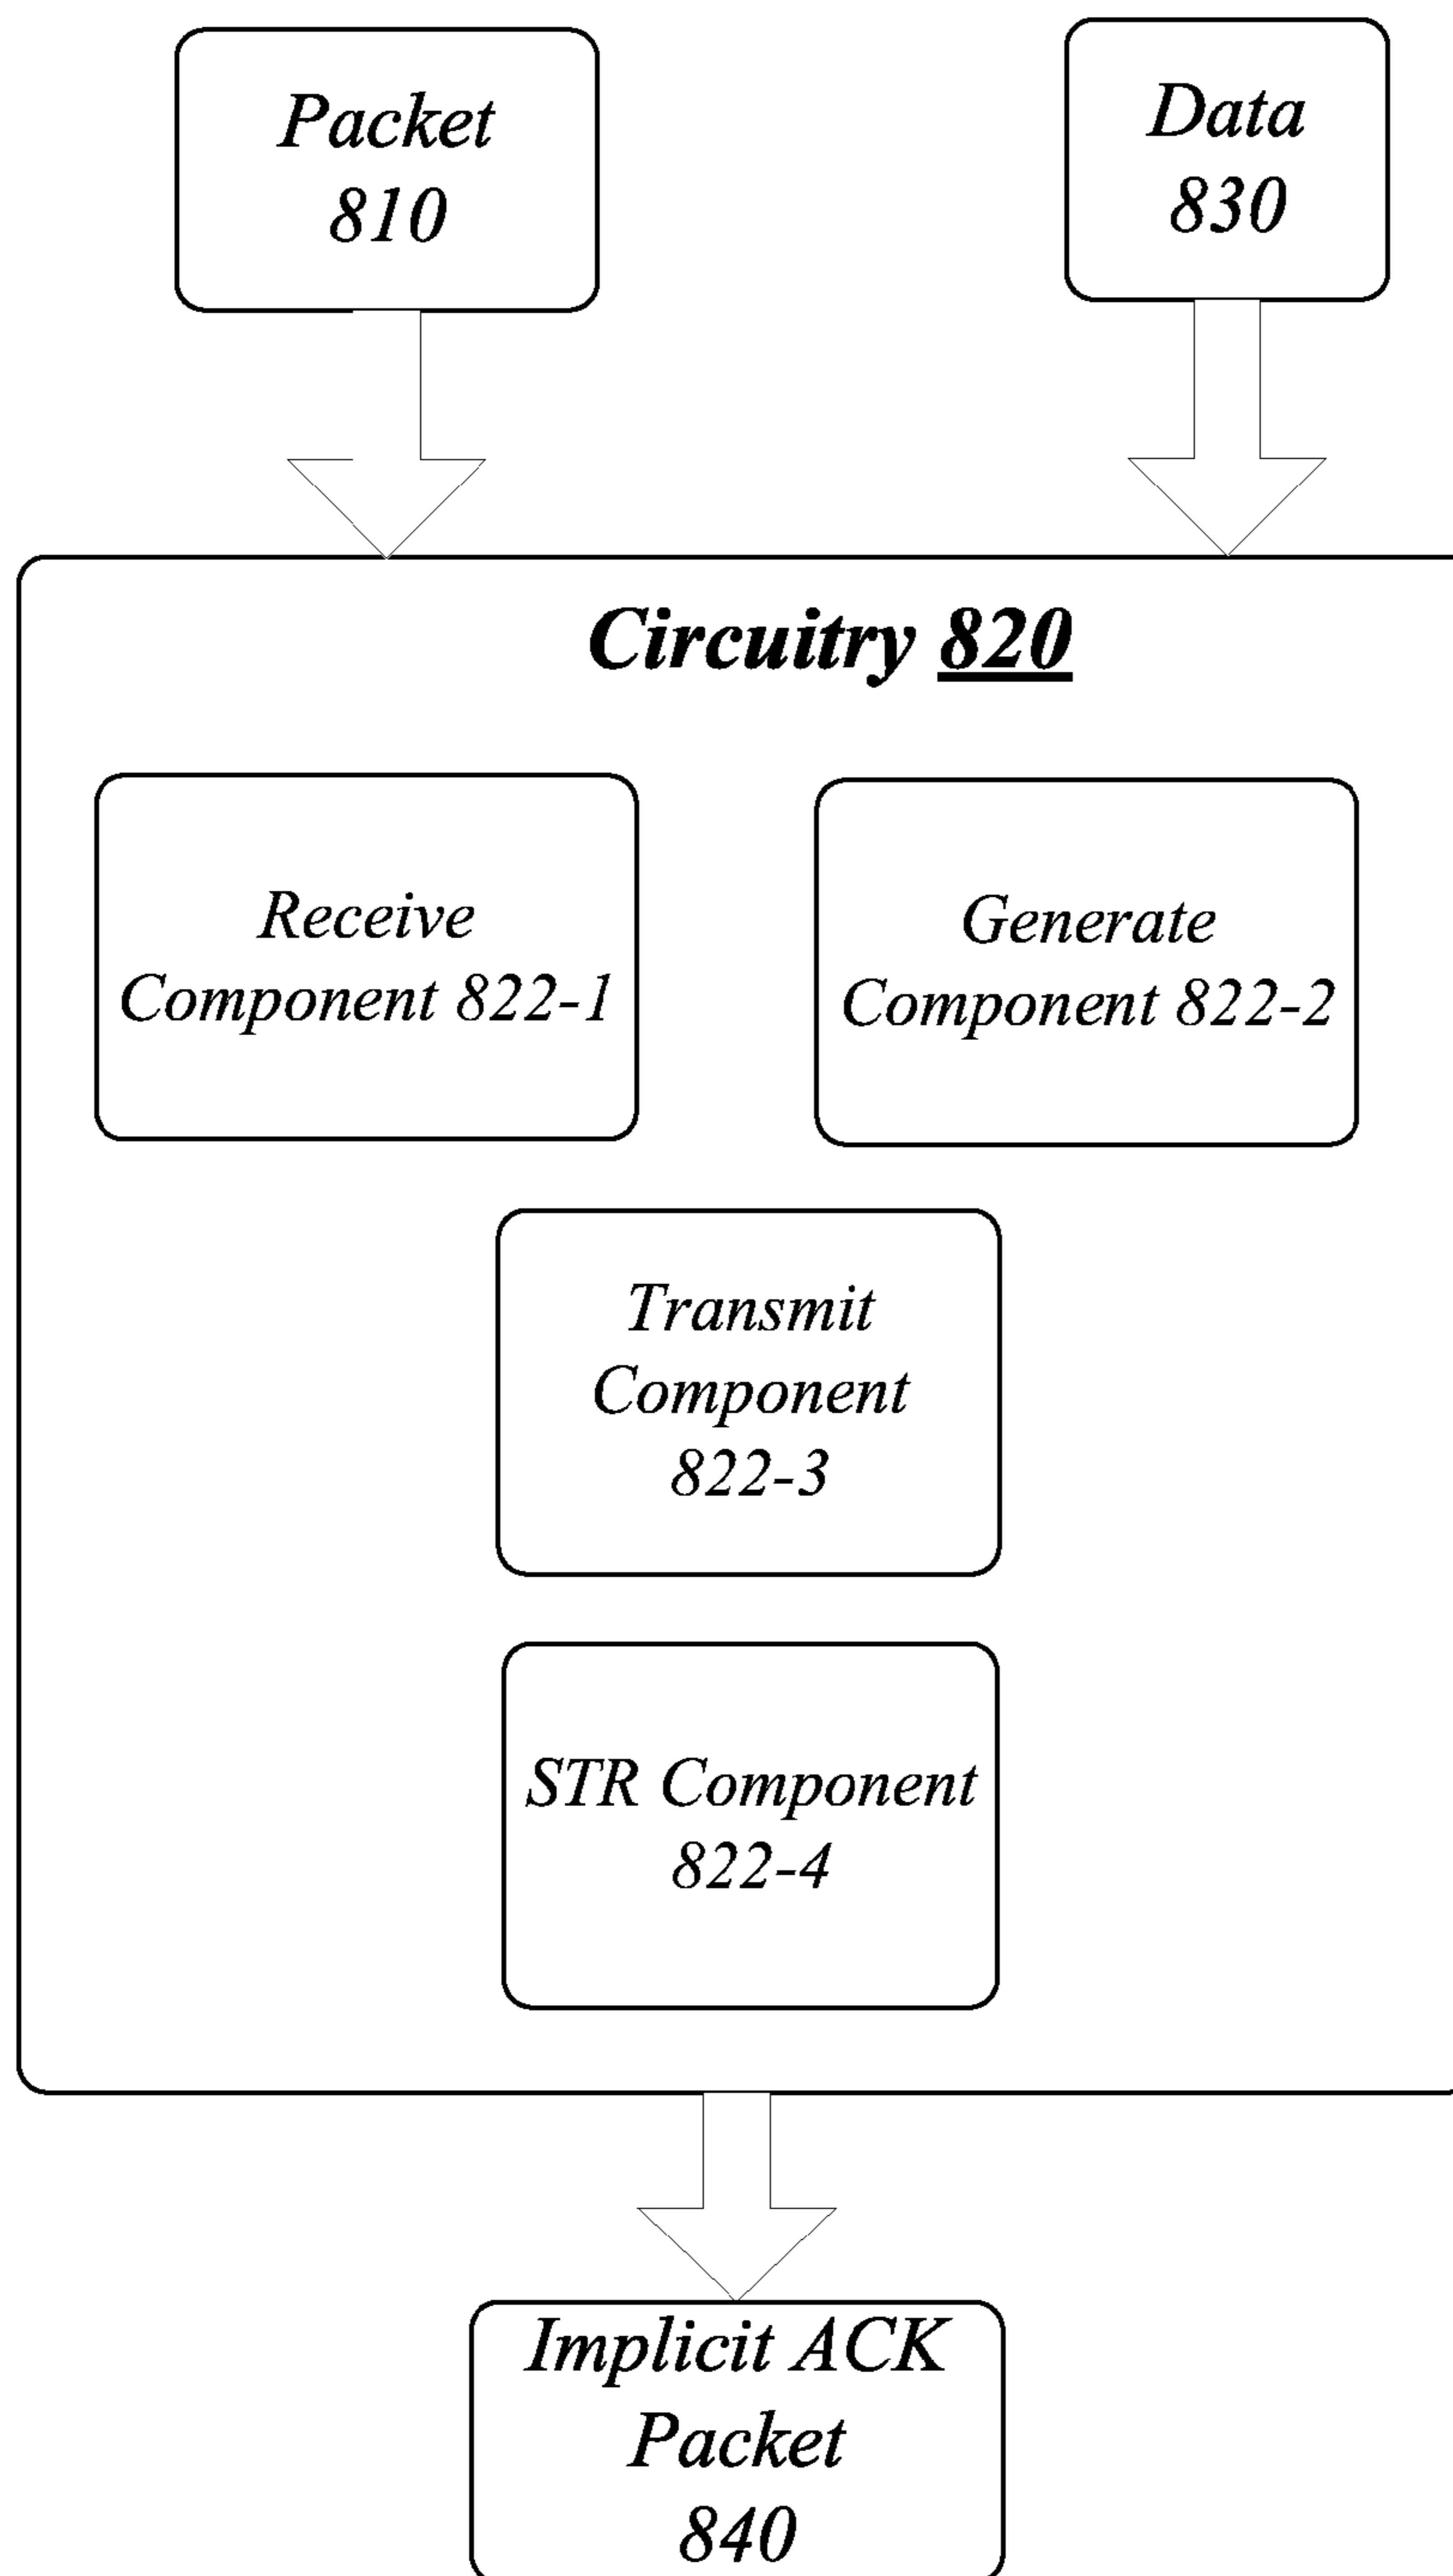 Packet
810
Data
830
Circuitry 820
Receive
Component 822-1
Generate
Component 822-2
Transmit
Component
822-3
STR Component
822-4
Implicit ACK
Packet
840